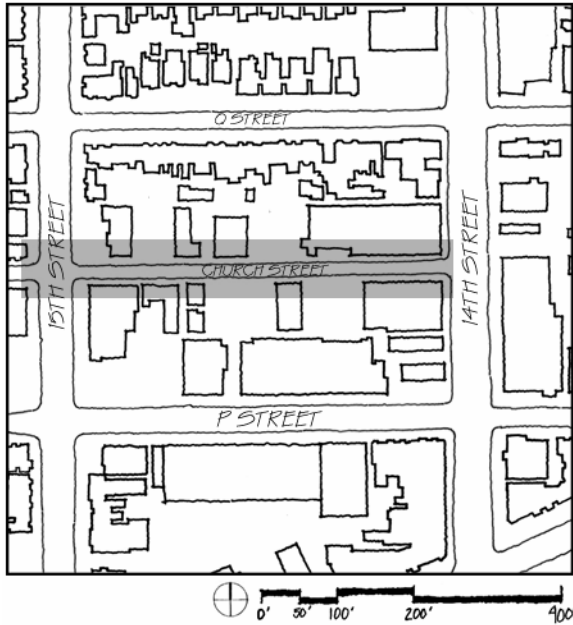 Q STREET
15TH STREET
14TH STREET
CHURCH STREET
P STREET
0' 50' 100' 200' 400'